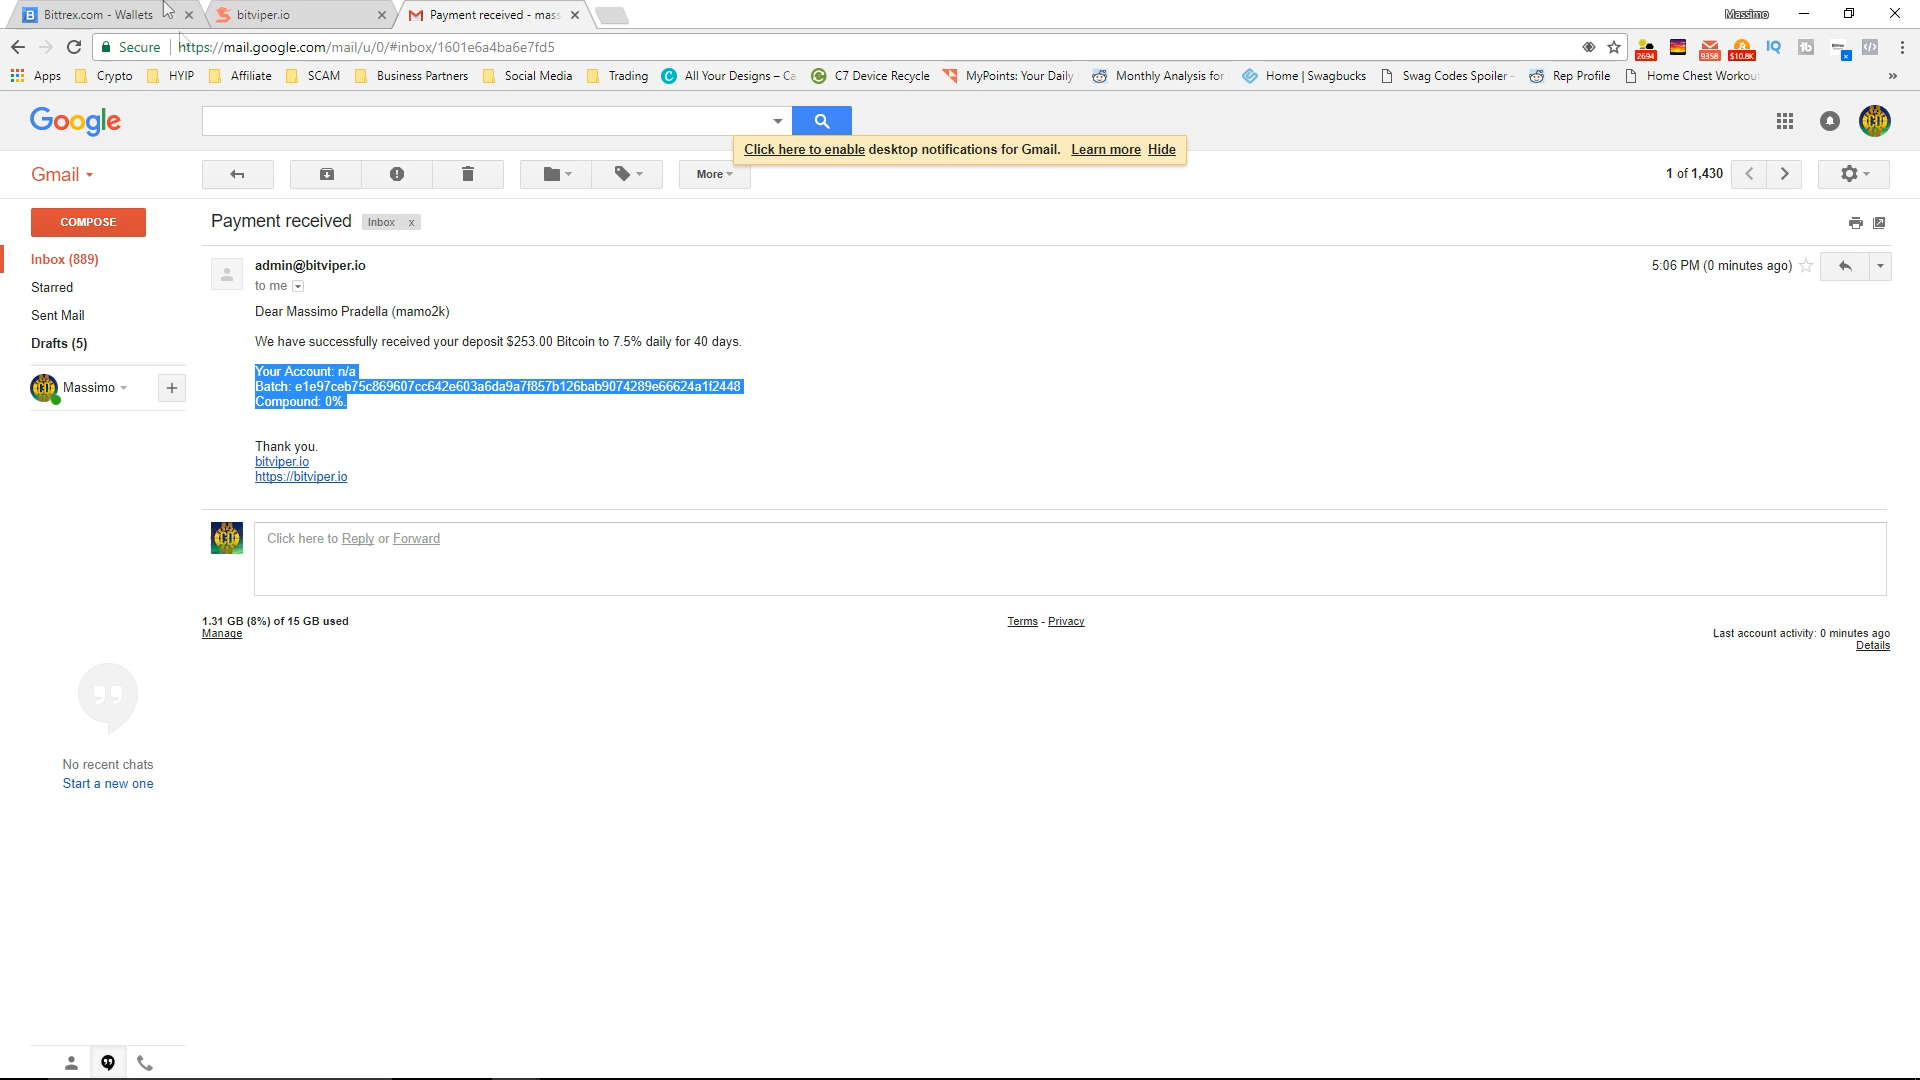 Bittrex.com - Wallets
bitviper.io
Payment received - mass
Massimo
Secure
https://mail.google.com/mail/u/0/#inbox/1601e6a4ba6e7fd5
2694
9358
$10.8K
IQ
tb
Apps
Crypto
HYIP
Affiliate
SCAM
Business Partners
Social Media
Trading
All Your Designs – Ca
C7 Device Recycle
MyPoints: Your Daily
Monthly Analysis for
Home | Swagbucks
Swag Codes Spoiler -
Rep Profile
Home Chest Workou
»
Google
Click here to enable desktop notifications for Gmail. Learn more Hide
Gmail
More
1 of 1,430
COMPOSE
Payment received
Inbox x
Inbox (889)
Starred
Sent Mail
Drafts (5)
Massimo
admin@bitviper.io
5:06 PM (0 minutes ago)
to me
Dear Massimo Pradella (mamo2k)
We have successfully received your deposit $253.00 Bitcoin to 7.5% daily for 40 days.
Your Account: n/a
Batch: e1e97ceb75c869607cc642e603a6da9a7f857b126bab9074289e66624a1f2448
Compound: 0%.
Thank you.
bitviper.io
https://bitviper.io
Click here to Reply or Forward
1.31 GB (8%) of 15 GB used
Manage
Terms - Privacy
Last account activity: 0 minutes ago
Details
No recent chats
Start a new one